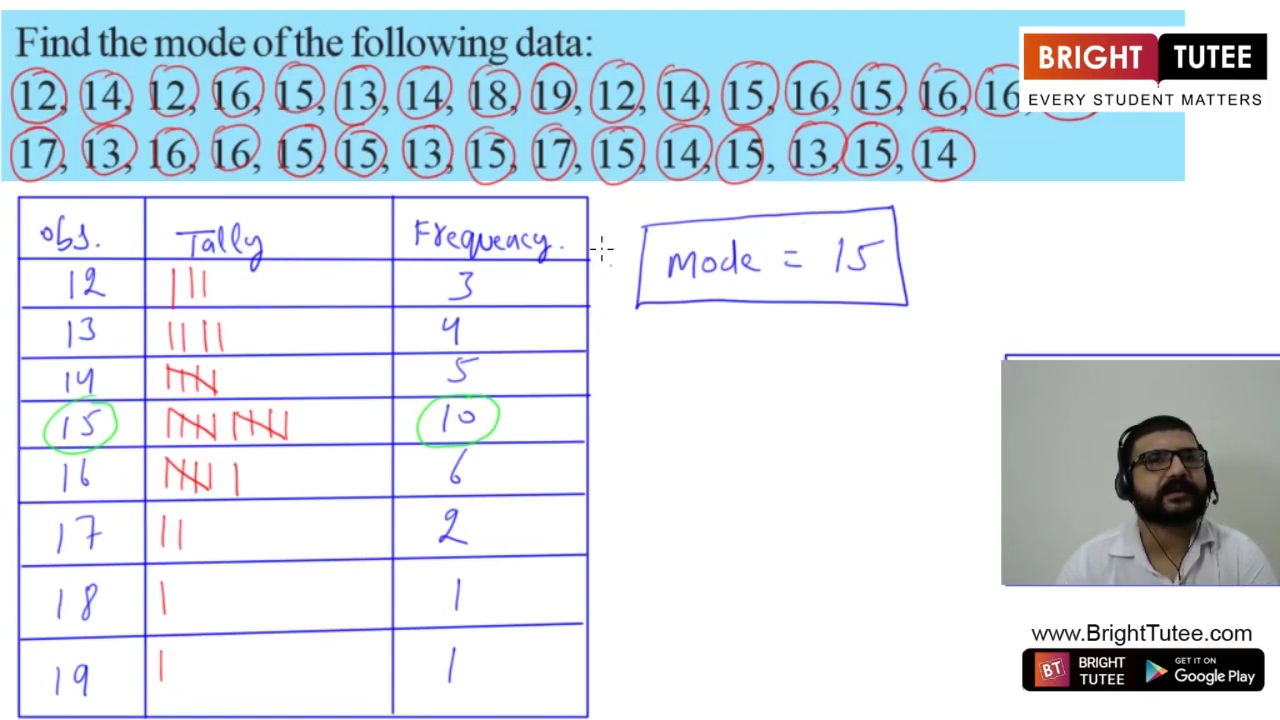 Find the mode of the following data:
12, 14, 12, 16, 15, 13, 14, 18, 19, 12, 14, 15, 16, 15, 16, 16
17, 13, 16, 16, 15, 15, 13, 15, 17, 15, 14, 15, 13, 15, 14
BRIGHT TUTEE
EVERY STUDENT MATTERS
Obs. Tally Frequency.
12 3
13 4
14 5
15 10
16 6
17 2
18 1
19 1
mode = 15
www.BrightTutee.com
BT BRIGHT TUTEE
GET IT ON
Google Play